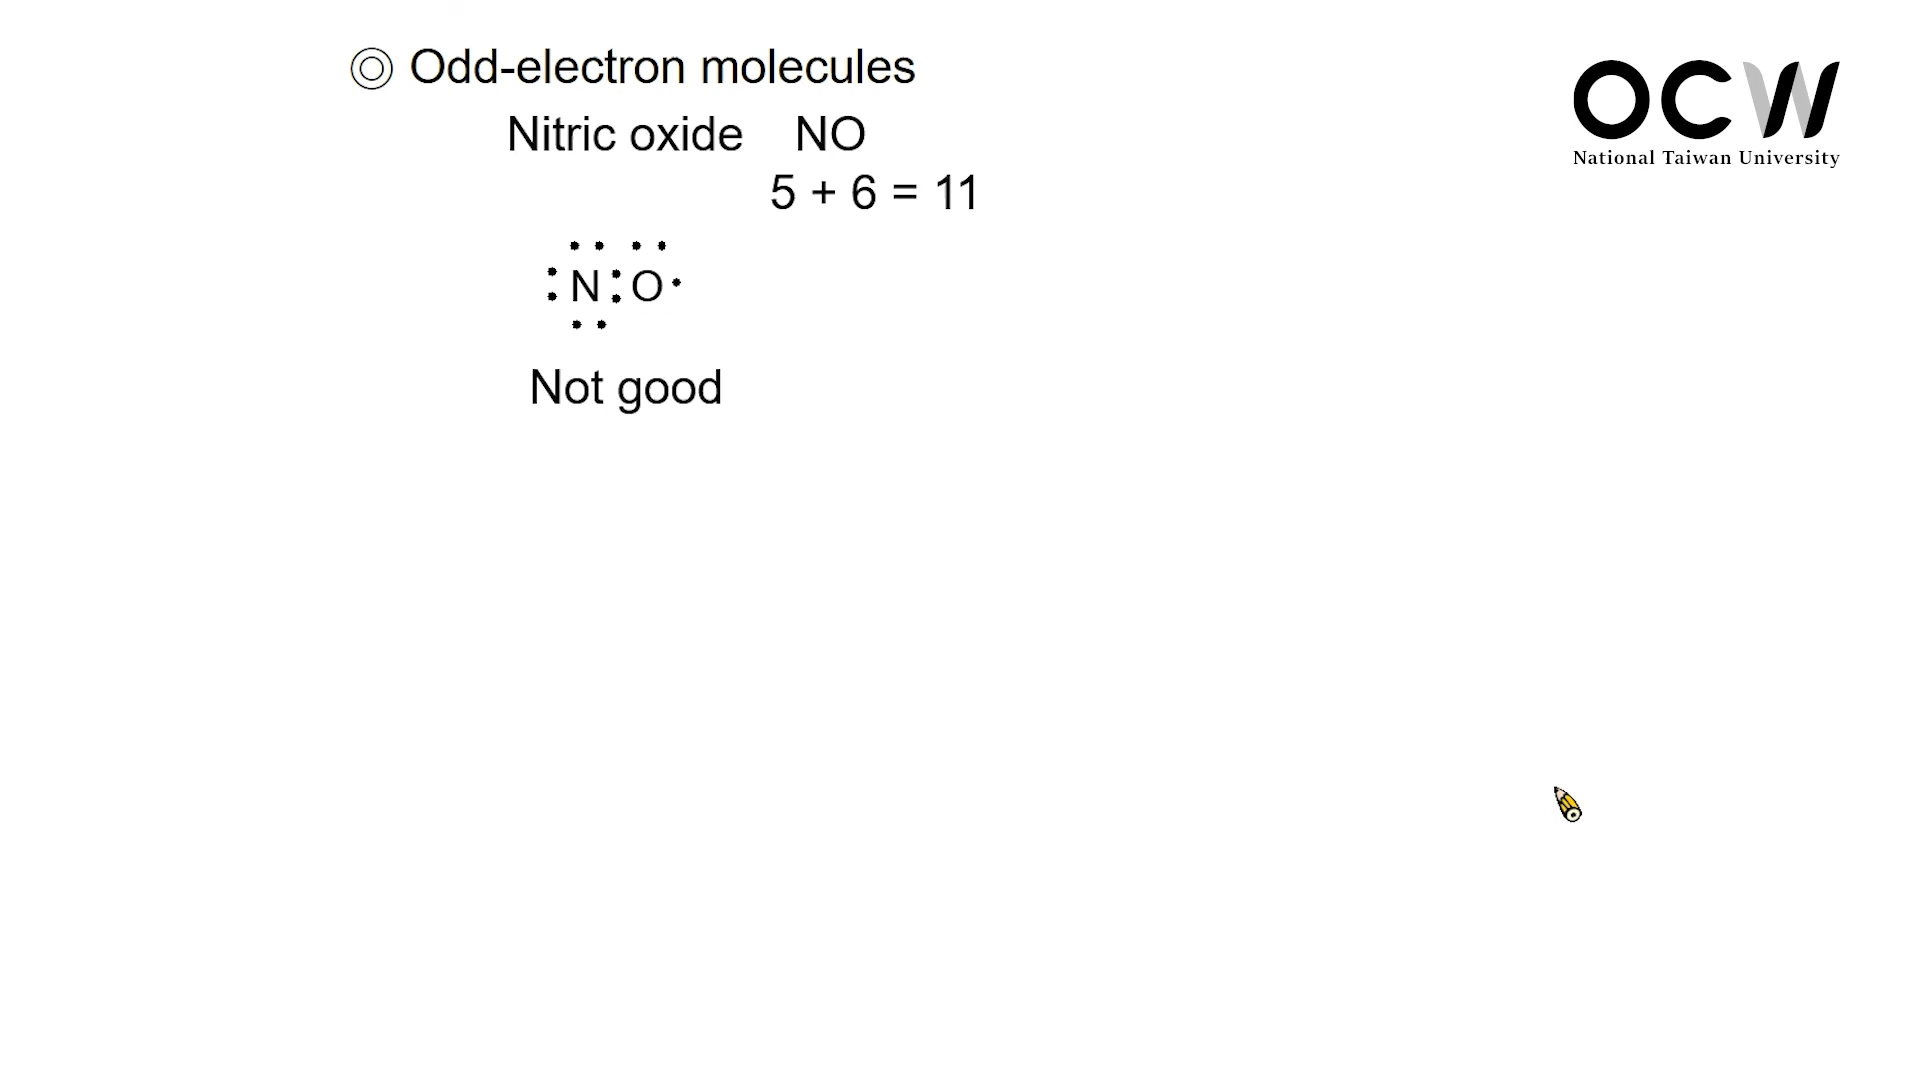 ◎ Odd-electron molecules
Nitric oxide NO
5 + 6 = 11
N : O ·
Not good
OCW
National Taiwan University